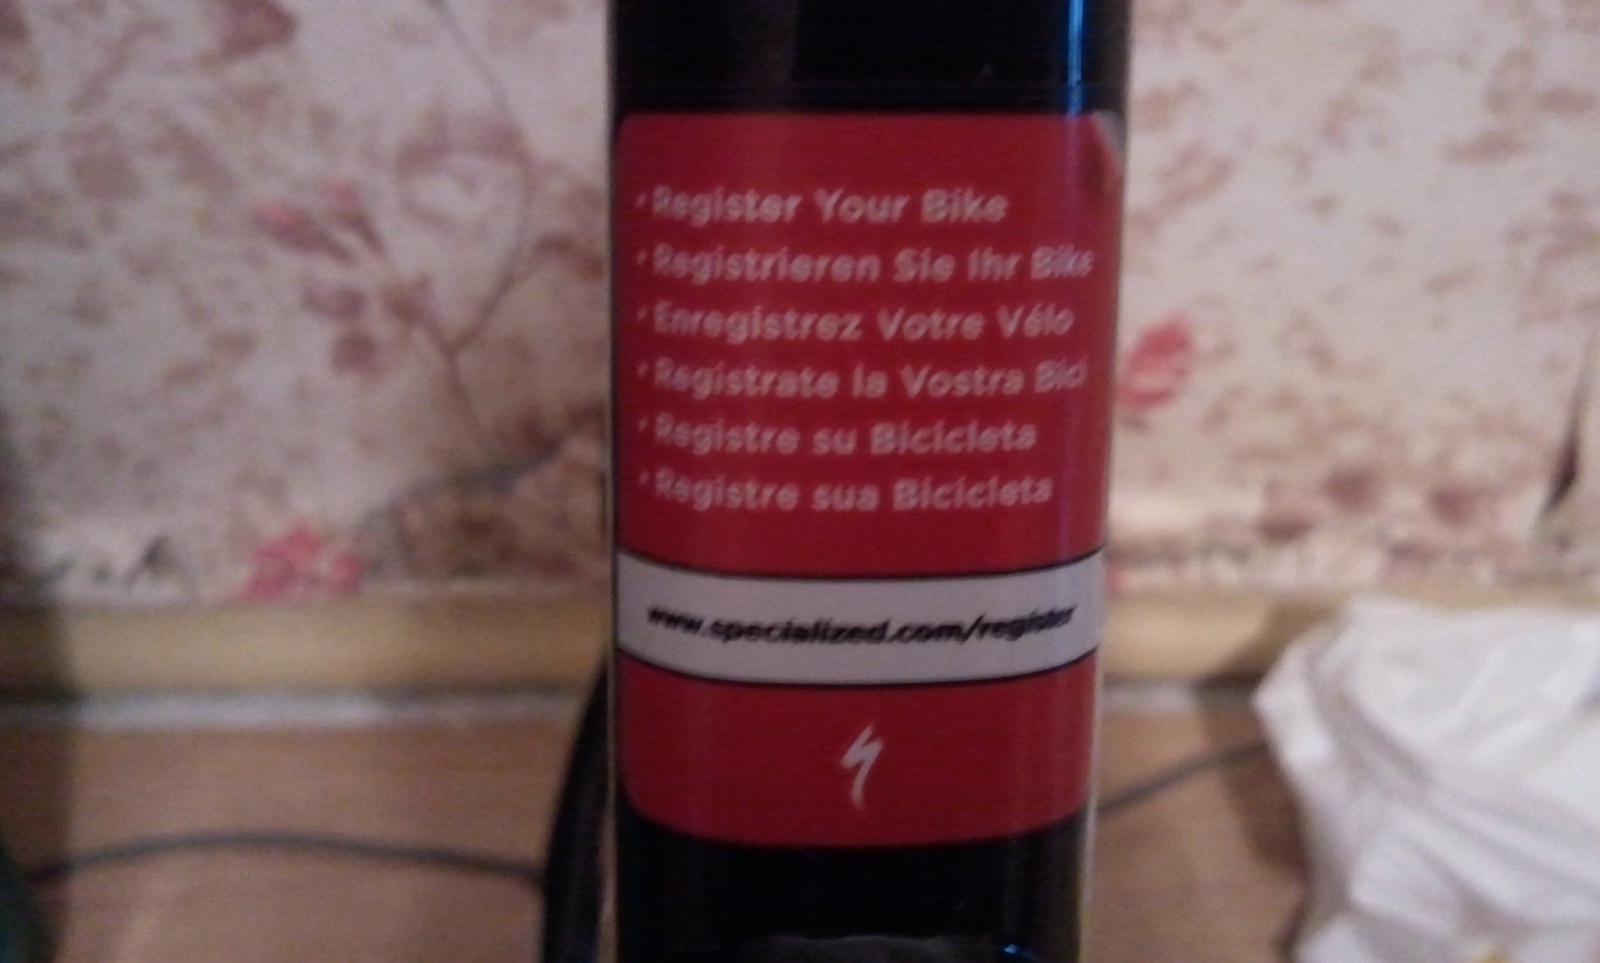 • Register Your Bike
• Registrieren Sie Ihr Bike
• Enregistrez Votre Vélo
• Registrate la Vostra Bici
• Registre su Bicicleta
• Registre sua Bicicleta
www.specialized.com/register